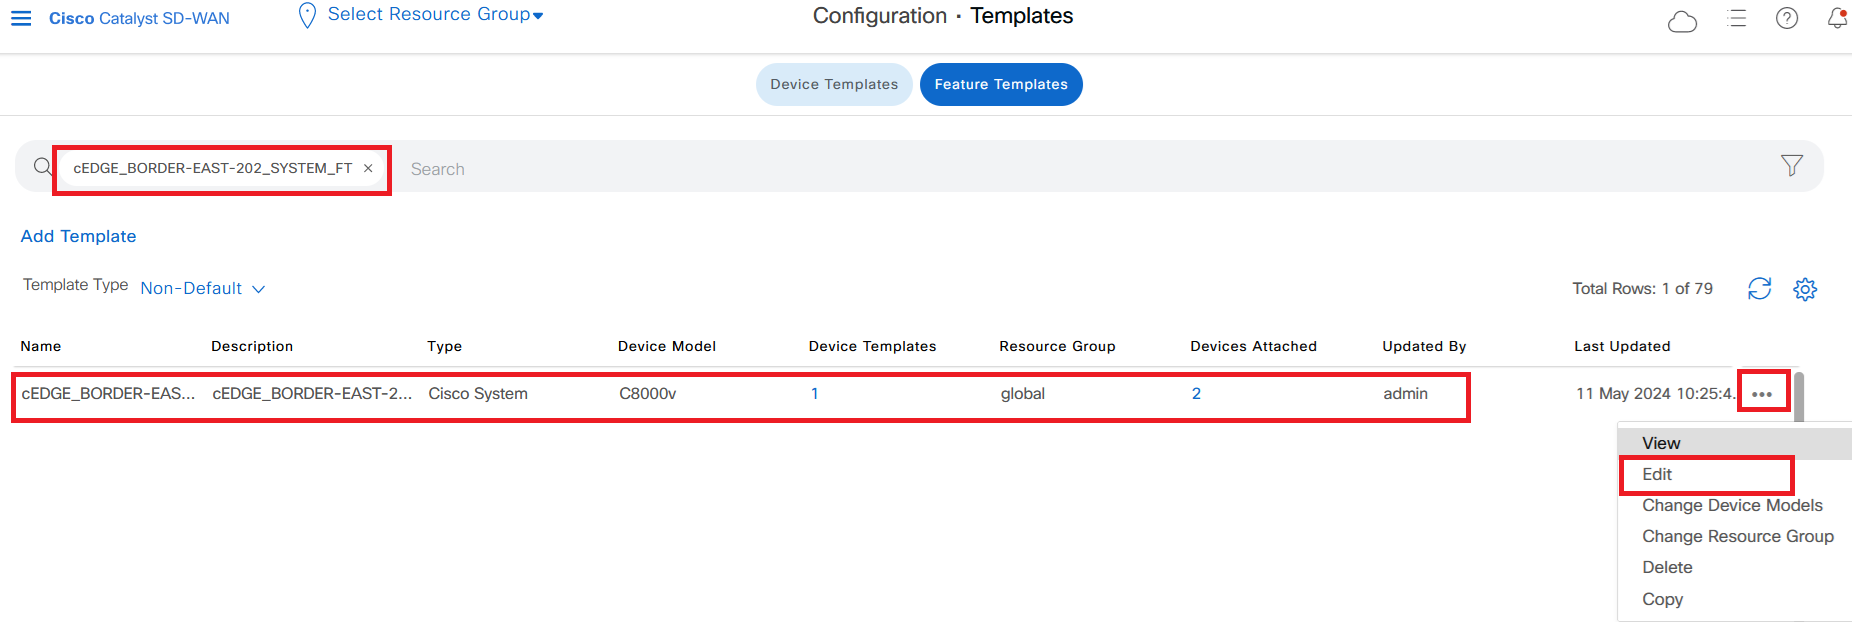 Cisco Catalyst SD-WAN
Select Resource Group
Configuration · Templates
Device Templates
Feature Templates
cEDGE_BORDER-EAST-202_SYSTEM_FT ×
Search
Add Template
Template Type Non-Default
Total Rows: 1 of 79
Name Description Type Device Model Device Templates Resource Group Devices Attached Updated By Last Updated
cEDGE_BORDER-EAS... cEDGE_BORDER-EAST-2... Cisco System C8000v 1 global 2 admin 11 May 2024 10:25:4.
View
Edit
Change Device Models
Change Resource Group
Delete
Copy